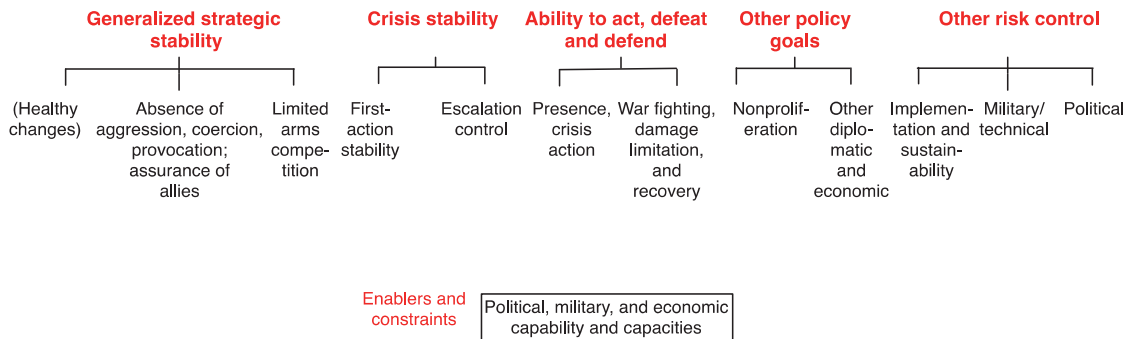 Generalized strategic
stability
Crisis stability
Ability to act, defeat
and defend
Other policy
goals
Other risk control
(Healthy
changes)
Absence of
aggression, coercion,
provocation;
assurance of
allies
Limited
arms
compe-
tition
First-
action
stability
Escalation
control
Presence,
crisis
action
War fighting,
damage
limitation,
and
recovery
Nonprolif-
eration
Other
diplo-
matic
and
economic
Implemen-
tation and
sustain-
ability
Military/
technical
Political
Enablers and
constraints
Political, military, and economic
capability and capacities